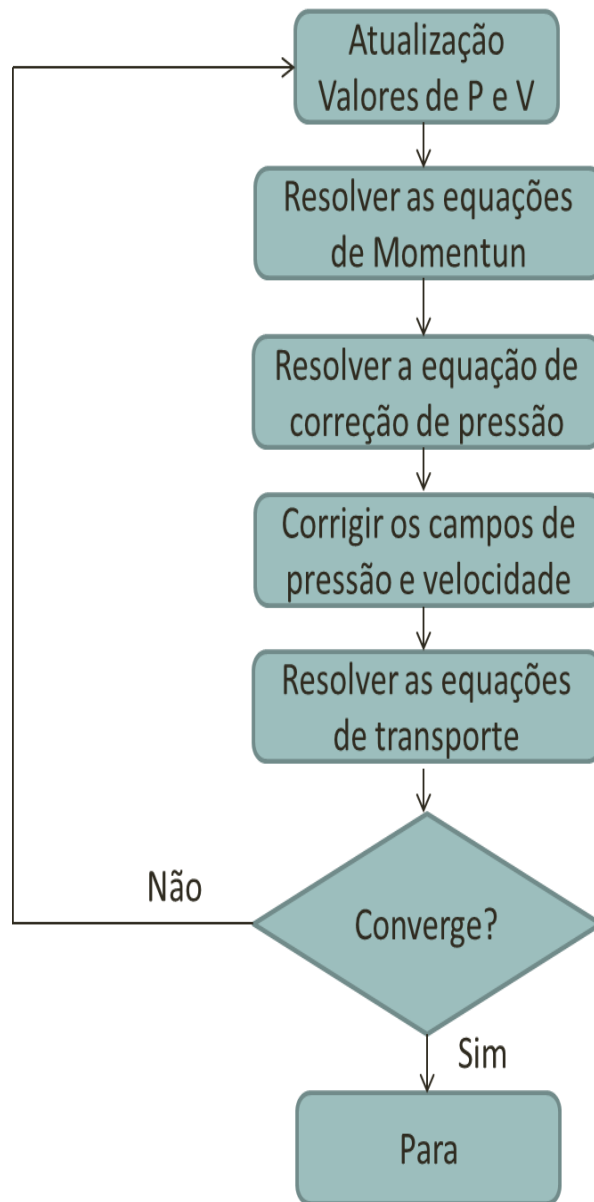 Atualização
Valores de P e V
Resolver as equações
de Momentun
Resolver a equação de
correção de pressão
Corrigir os campos de
pressão e velocidade
Resolver as equações
de transporte
Não
Converge?
Sim
Para